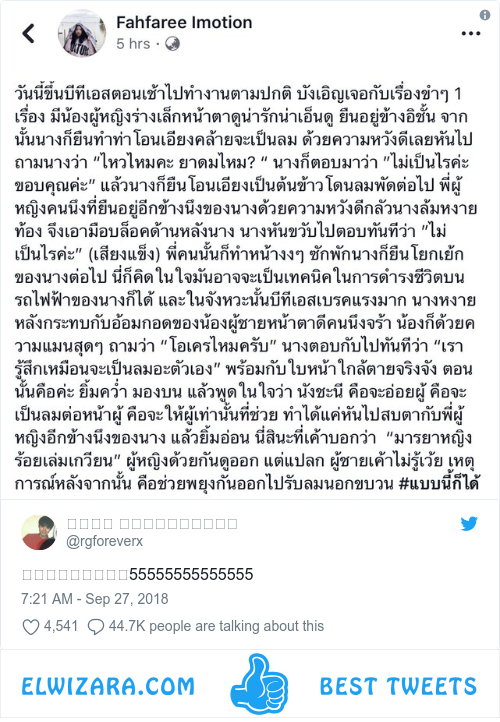 Fahfaree Imotion
5 hrs ·
วันนี้ขึ้นบีทีเอสตอนเช้าไปทำงานตามปกติ บังเอิญเจอกับเรื่องขำๆ 1
เรื่อง มีน้องผู้หญิงร่างเล็กหน้าตาดูน่ารักน่าเอ็นดู ยืนอยู่ข้างอิชั้น จาก
นั้นนางก็ยืนทำท่าโอนเอียงคล้ายจะเป็นลม ด้วยความหวังดีเลยหันไป
ถามนางว่า “ไหวไหมคะ ยาดมไหม? “ นางก็ตอบมาว่า ”ไม่เป็นไรค่ะ
ขอบคุณค่ะ” แล้วนางก็ยืนโอนเอียงเป็นต้นข้าวโดนลมพัดต่อไป พี่ผู้
หญิงคนนึงที่ยืนอยู่อีกข้างนึงของนางด้วยความหวังดีกลัวนางล้มหงาย
ท้อง จึงเอามือบล็อคด้านหลังนาง นางหันขวับไปตอบทันทีว่า “ไม่
เป็นไรค่ะ” (เสียงแข็ง) พี่คนนั้นก็ทำหน้างงๆ ซักพักนางก็ยืนโยกเย้ก
ของนางต่อไป นี่ก็คิดในใจมันอาจจะเป็นเทคนิคในการดำรงชีวิตบน
รถไฟฟ้าของนางก็ได้ และในจังหวะนั้นบีทีเอสเบรคแรงมาก นางหงาย
หลังกระทบกับอ้อมกอดของน้องผู้ชายหน้าตาดีคนนึงจร้า น้องก็ด้วยค
วามแมนสุดๆ ถามว่า “โอเครไหมครับ” นางตอบกับไปทันทีว่า “เรา
รู้สึกเหมือนจะเป็นลมอะตัวเอง” พร้อมกับใบหน้าใกล้ตายจริงจัง ตอน
นั้นคือค่ะ ยิ้มคว่ำ มองบน แล้วพูดในใจว่า นังชะนี คือจะอ่อยผู้ คือจะ
เป็นลมต่อหน้าผู้ คือจะให้ผู้เท่านั้นที่ช่วย ทำได้แค่หันไปสบตากับพี่ผู้
หญิงอีกข้างนึงของนาง แล้วยิ้มอ่อน นี่สินะที่เค้าบอกว่า “มารยาหญิง
ร้อยเล่มเกวียน” ผู้หญิงด้วยกันดูออก แต่แปลก ผู้ชายเค้าไม่รู้เว้ย เหตุ
การณ์หลังจากนั้น คือช่วยพยุงกันออกไปรับลมนอกขบวน #แบบนี้ก็ได้
@rgforeverx
55555555555555
7:21 AM - Sep 27, 2018
4,541 44.7K people are talking about this
ELWIZARA.COM BEST TWEETS